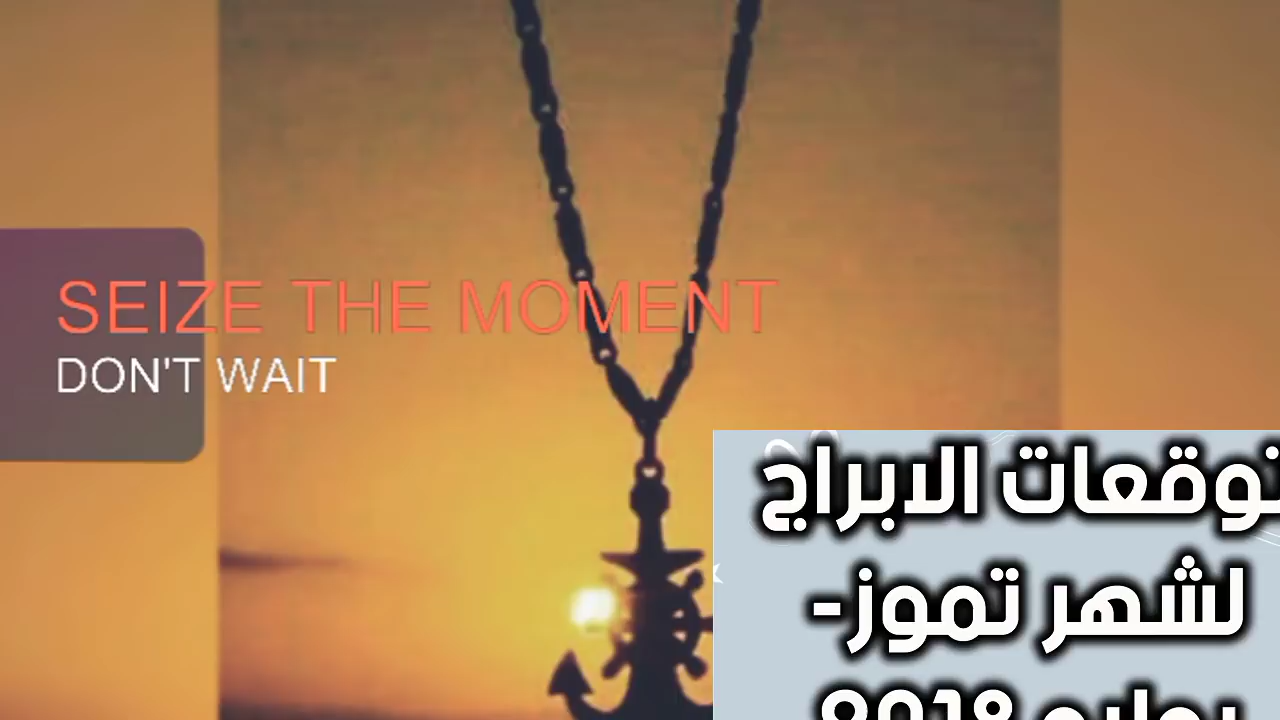 SEIZE THE MOMENT
DON'T WAIT
توقعات الابراج
لشهر تموز-